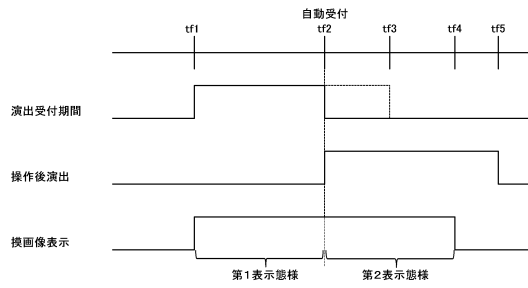 自動受付
tf1 tf2 tf3 tf4 tf5
演出受付期間
操作後演出
換画像表示
第1表示態様 第2表示態様